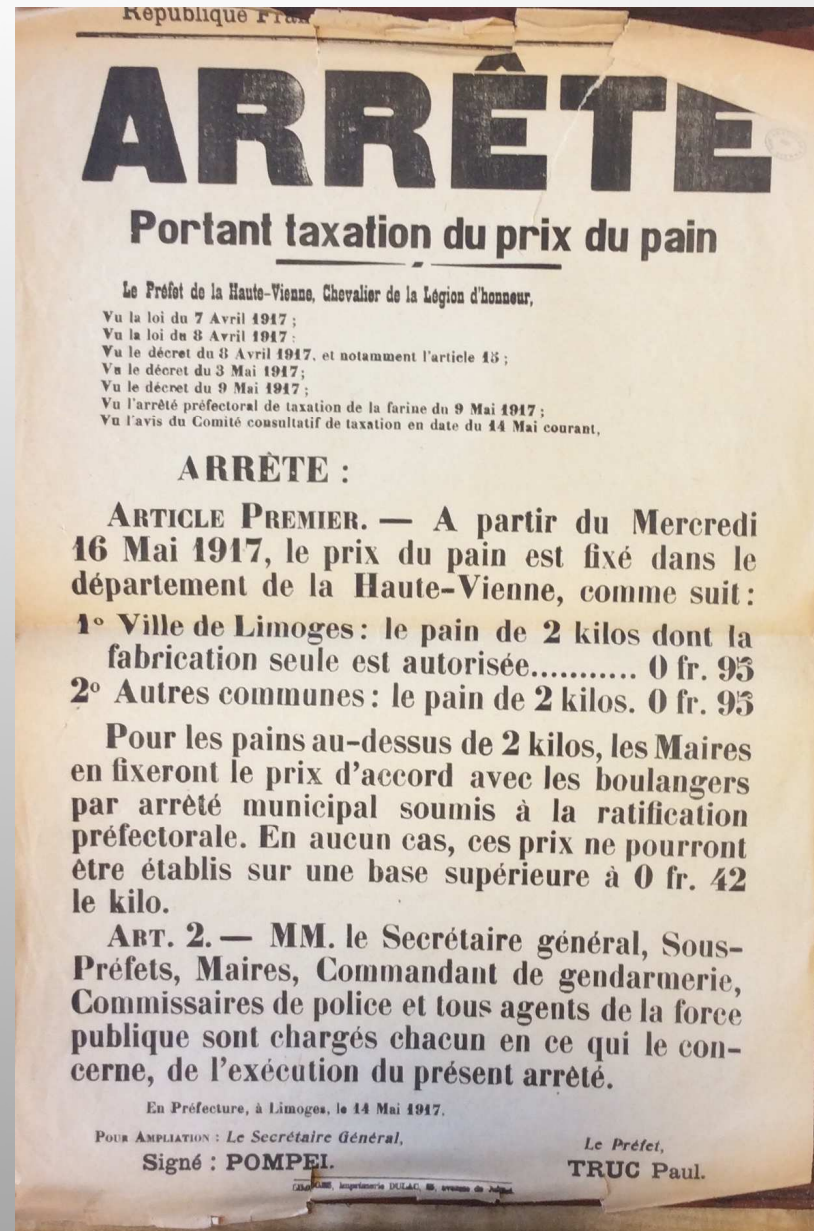 République
ARRÊTÉ
Portant taxation du prix du pain
Le Préfet de la Haute-Vienne, Chevalier de la Légion d'honneur,
Vu la loi du 7 Avril 1917 ;
Vu la loi du 8 Avril 1917 :
Vu le décret du 8 Avril 1917, et notamment l'article 15 ;
Vu le décret du 3 Mai 1917;
Vu le décret du 9 Mai 1917 ;
Vu l'arrêté préfectoral de taxation de la farine du 9 Mai 1917 ;
Vu l'avis du Comité consultatif de taxation en date du 14 Mai courant,
ARRÊTE :
ARTICLE PREMIER. — A partir du Mercredi
16 Mai 1917, le prix du pain est fixé dans le
département de la Haute-Vienne, comme suit :
1º Ville de Limoges : le pain de 2 kilos dont la
fabrication seule est autorisée........... 0 fr. 95
2º Autres communes : le pain de 2 kilos. 0 fr. 95
Pour les pains au-dessus de 2 kilos, les Maires
en fixeront le prix d'accord avec les boulangers
par arrêté municipal soumis à la ratification
préfectorale. En aucun cas, ces prix ne pourront
être établis sur une base supérieure à 0 fr. 42
le kilo.
ART. 2. — MM. le Secrétaire général, Sous-
Préfets, Maires, Commandant de gendarmerie,
Commissaires de police et tous agents de la force
publique sont chargés chacun en ce qui le con-
cerne, de l'exécution du présent arrêté.
En Préfecture, à Limoges, le 14 Mai 1917.
POUR AMPLIATION : Le Secrétaire Général,
Signé : POMPEI.
Le Préfet,
TRUC Paul.
Imprimerie DULAC, avenue de